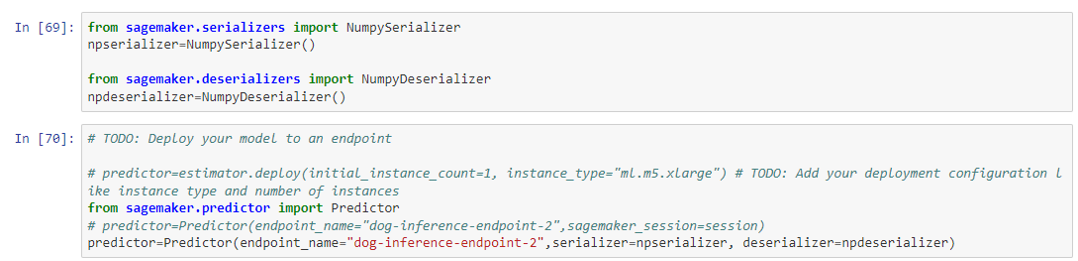 In [69]:
from sagemaker.serializers import NumpySerializer
npserializer=NumpySerializer()
from sagemaker.deserializers import NumpyDeserializer
npdeserializer=NumpyDeserializer()
In [70]:
# TODO: Deploy your model to an endpoint
# predictor=estimator.deploy(initial_instance_count=1, instance_type="ml.m5.xlarge") # TODO: Add your deployment configuration l
ike instance type and number of instances
from sagemaker.predictor import Predictor
# predictor=Predictor(endpoint_name="dog-inference-endpoint-2",sagemaker_session=session)
predictor=Predictor(endpoint_name="dog-inference-endpoint-2",serializer=npserializer, deserializer=npdeserializer)